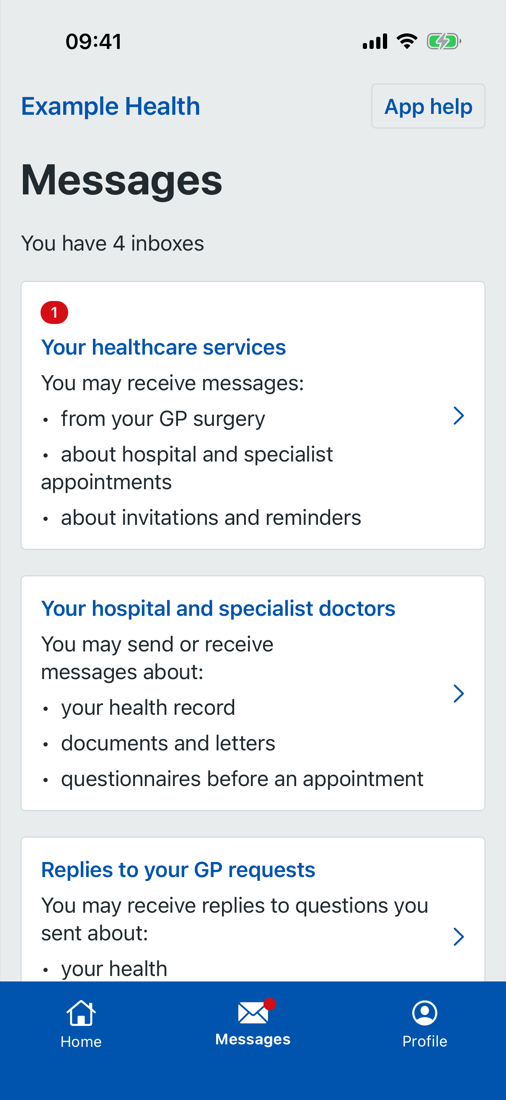 09:41
Example Health
App help
Messages
You have 4 inboxes
1
Your healthcare services
You may receive messages:
• from your GP surgery
• about hospital and specialist
appointments
• about invitations and reminders
Your hospital and specialist doctors
You may send or receive
messages about:
• your health record
• documents and letters
• questionnaires before an appointment
Replies to your GP requests
You may receive replies to questions you
sent about:
• your health
Home
Messages
Profile